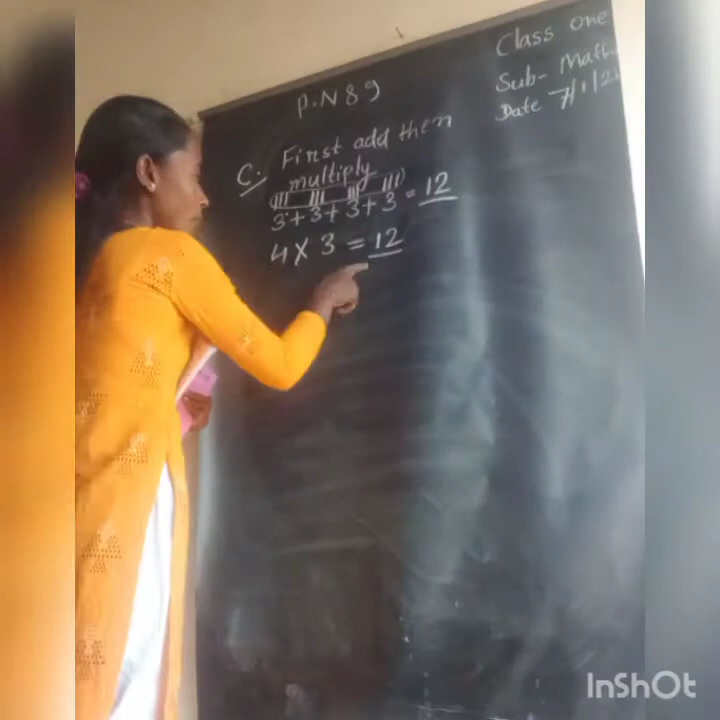 P.N 89
Class one
Sub- Math
Date 7/1/2
C. First add then
multiply
3 + 3 + 3 + 3 = 12
4 X 3 = 12
InShOt